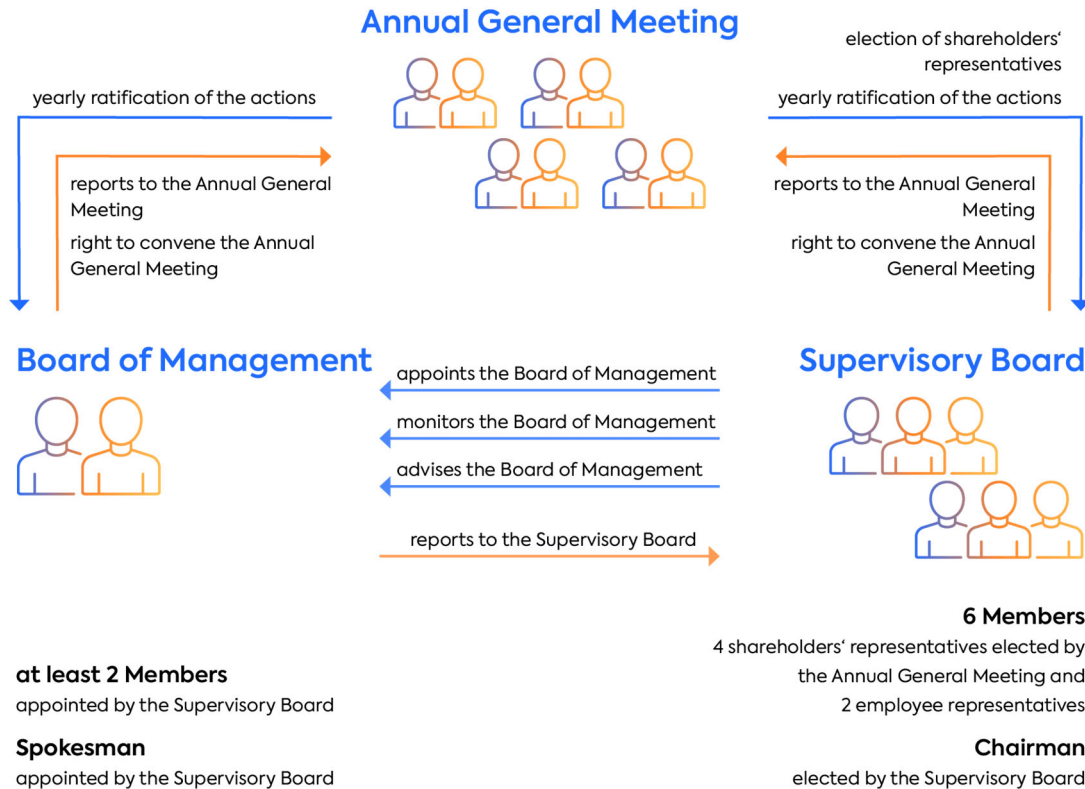 Annual General Meeting
election of shareholders‘
representatives
yearly ratification of the actions
yearly ratification of the actions
reports to the Annual General
Meeting
right to convene the Annual
General Meeting
reports to the Annual General
Meeting
right to convene the Annual
General Meeting
Board of Management
Supervisory Board
appoints the Board of Management
monitors the Board of Management
advises the Board of Management
reports to the Supervisory Board
at least 2 Members
appointed by the Supervisory Board
Spokesman
appointed by the Supervisory Board
6 Members
4 shareholders‘ representatives elected by
the Annual General Meeting and
2 employee representatives
Chairman
elected by the Supervisory Board